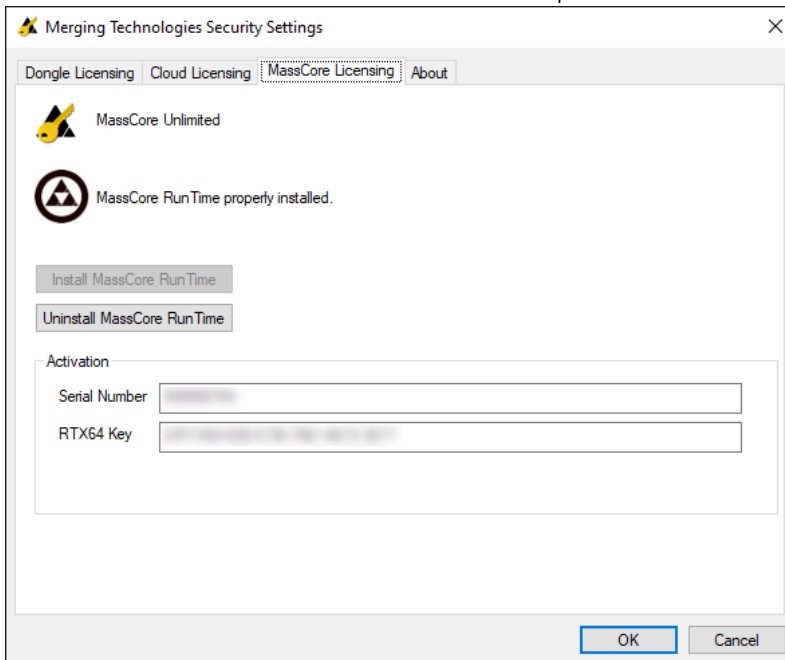 Merging Technologies Security Settings
Dongle Licensing Cloud Licensing MassCore Licensing About
MassCore Unlimited
MassCore RunTime properly installed.
Install MassCore RunTime
Uninstall MassCore RunTime
Activation
Serial Number
RTX64 Key
OK Cancel